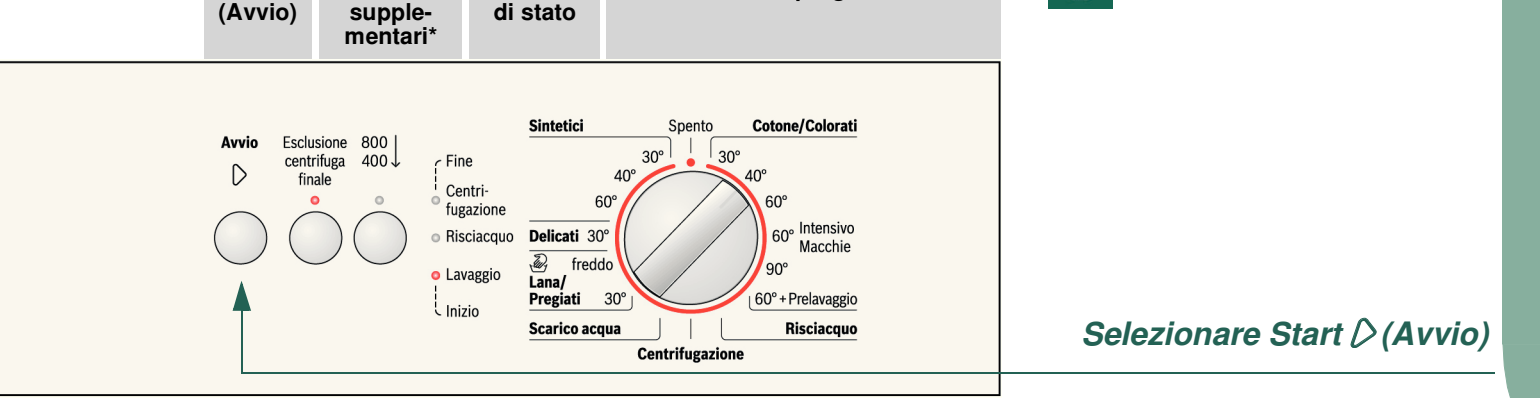 (Avvio)
supple-
mentari*
di stato
Avvio
Esclusione
centrifuga
finale
800
400
Fine
Centri-
fugazione
Risciacquo
Lavaggio
Inizio
Sintetici
Spento
Cotone/Colorati
30°
40°
60°
Delicati 30°
freddo
Lana/
Pregiati 30°
Scarico acqua
Centrifugazione
30°
40°
60°
60° Intensivo
Macchie
90°
60° + Prelavaggio
Risciacquo
Selezionare Start (Avvio)